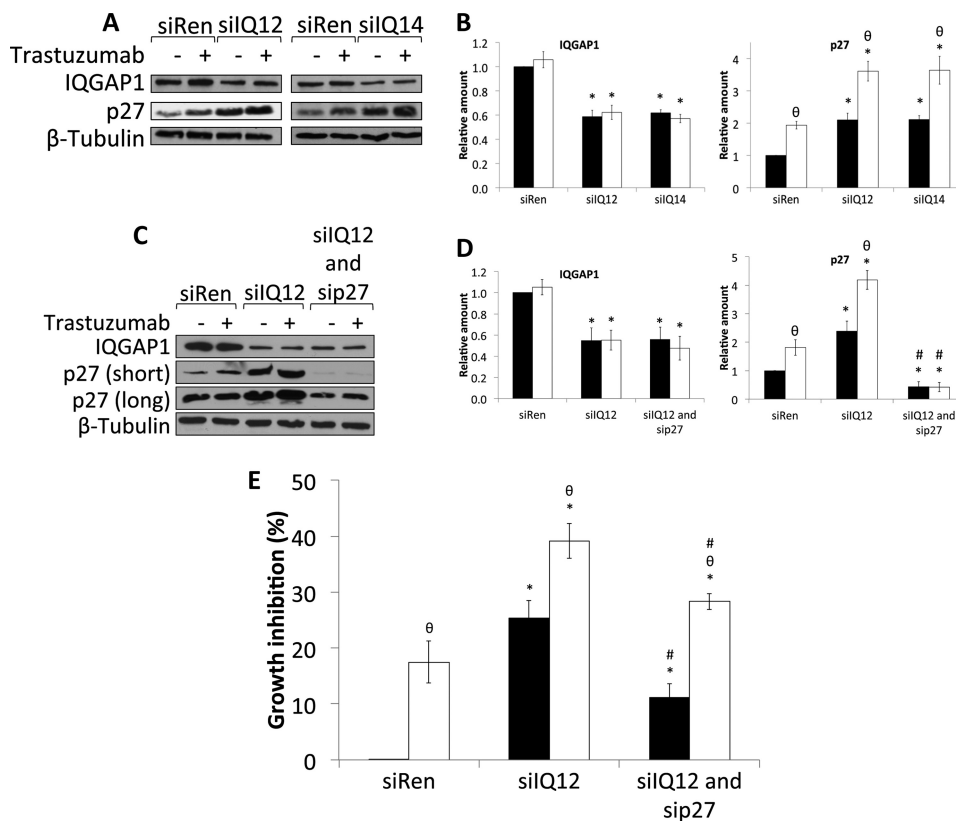 A
siRen siIQ12 siRen siIQ14
Trastuzumab - + - + - + - +
IQGAP1
p27
β-Tubulin
B
IQGAP1
Relative amount
1.2
1.0
0.8
0.6
0.4
0.2
0.0
* * * *
siRen siIQ12 siIQ14
p27
Relative amount
4
3
2
1
0
θ * θ * * θ *
siRen siIQ12 siIQ14
C
siIQ12
and
siRen siIQ12 sip27
Trastuzumab - + - + - +
IQGAP1
p27 (short)
p27 (long)
β-Tubulin
D
IQGAP1
Relative amount
1.2
1.0
0.8
0.6
0.4
0.2
0.0
* * * *
siRen siIQ12 siIQ12 and
sip27
p27
Relative amount
5
4
3
2
1
0
θ * θ * # * # *
siRen siIQ12 siIQ12 and
sip27
E
Growth inhibition (%)
50
40
30
20
10
0
θ * θ * # * # θ *
siRen siIQ12 siIQ12 and
sip27